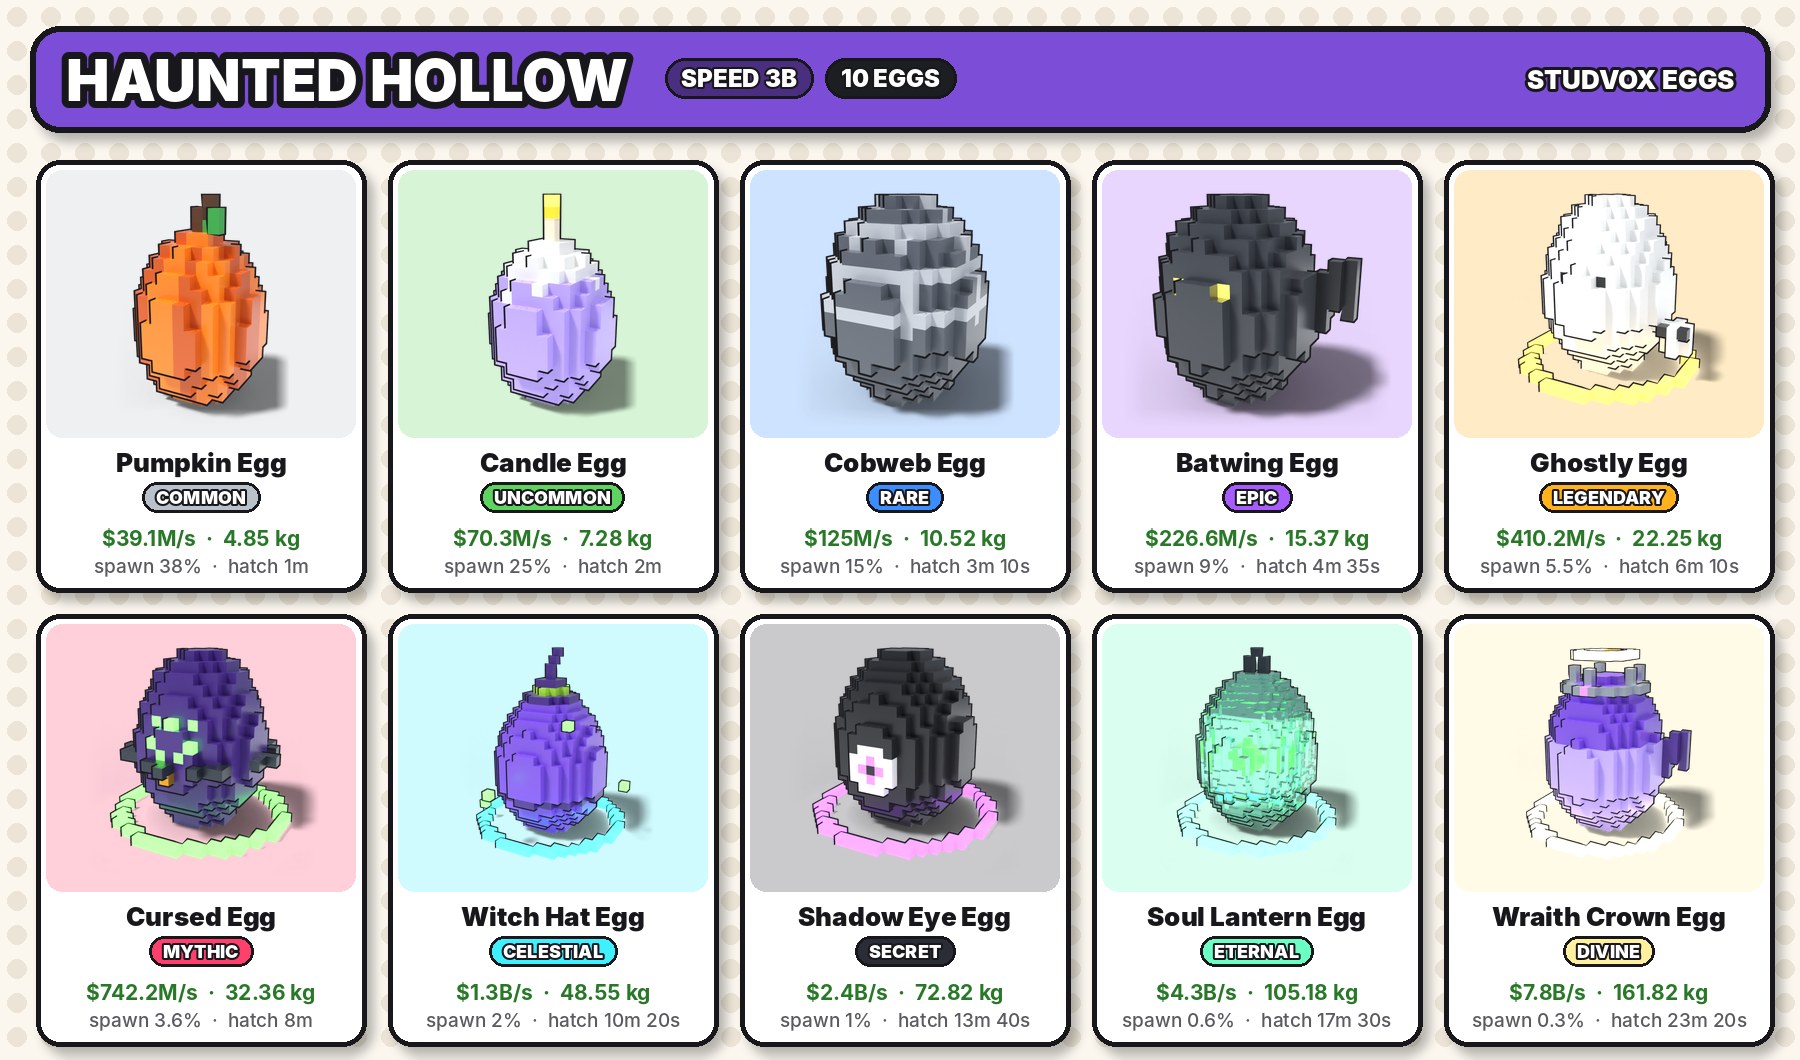 HAUNTED HOLLOW
SPEED 3B
10 EGGS
STUDVOX EGGS
Pumpkin Egg
COMMON
$39.1M/s · 4.85 kg
spawn 38% · hatch 1m
Candle Egg
UNCOMMON
$70.3M/s · 7.28 kg
spawn 25% · hatch 2m
Cobweb Egg
RARE
$125M/s · 10.52 kg
spawn 15% · hatch 3m 10s
Batwing Egg
EPIC
$226.6M/s · 15.37 kg
spawn 9% · hatch 4m 35s
Ghostly Egg
LEGENDARY
$410.2M/s · 22.25 kg
spawn 5.5% · hatch 6m 10s
Cursed Egg
MYTHIC
$742.2M/s · 32.36 kg
spawn 3.6% · hatch 8m
Witch Hat Egg
CELESTIAL
$1.3B/s · 48.55 kg
spawn 2% · hatch 10m 20s
Shadow Eye Egg
SECRET
$2.4B/s · 72.82 kg
spawn 1% · hatch 13m 40s
Soul Lantern Egg
ETERNAL
$4.3B/s · 105.18 kg
spawn 0.6% · hatch 17m 30s
Wraith Crown Egg
DIVINE
$7.8B/s · 161.82 kg
spawn 0.3% · hatch 23m 20s